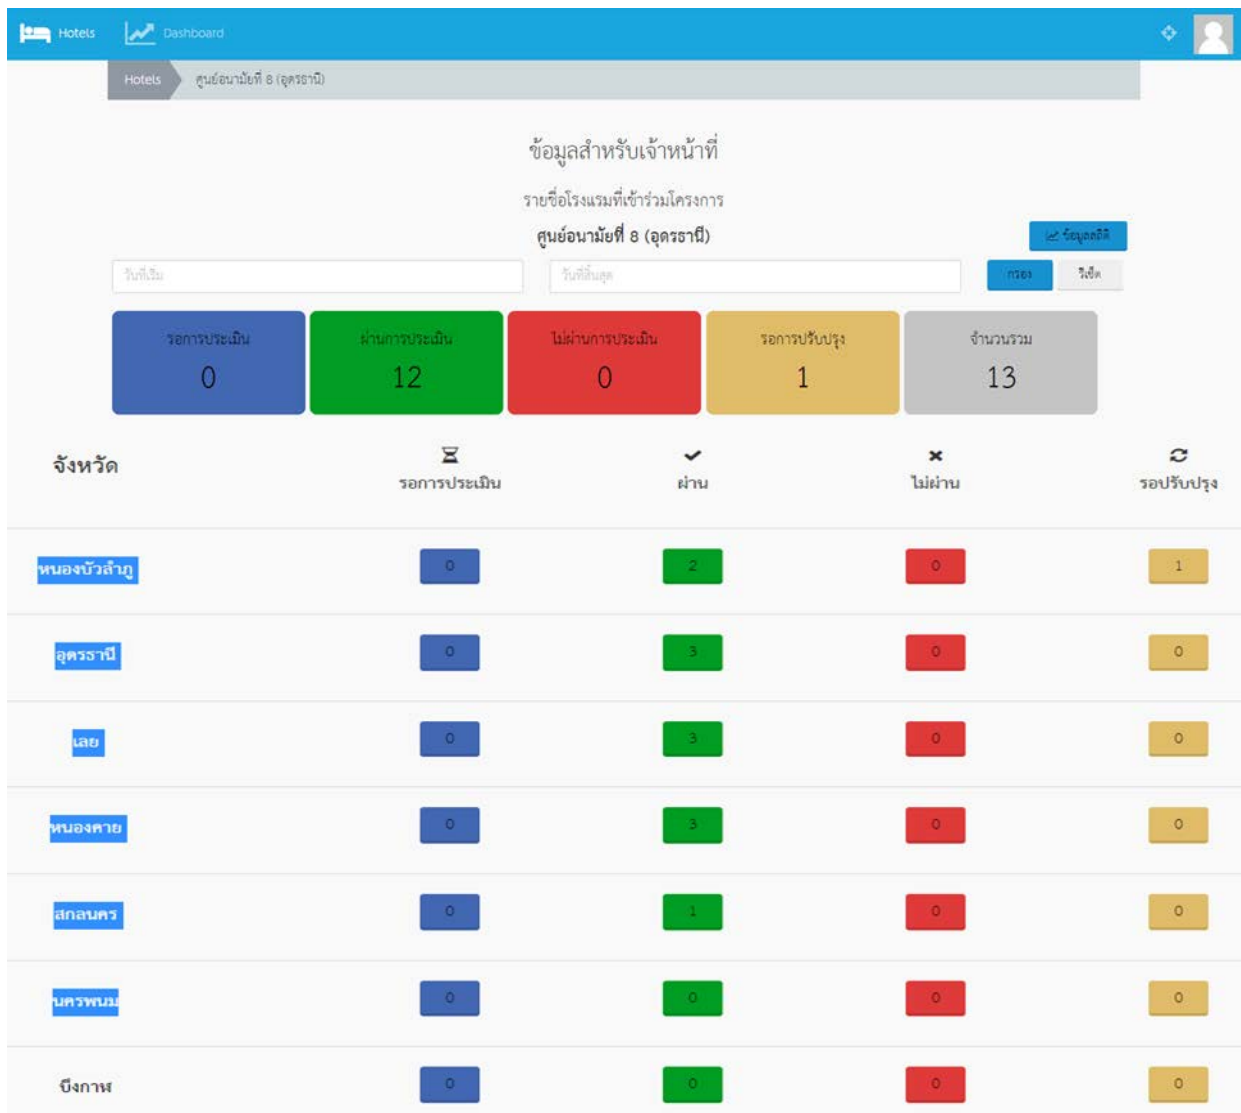 Hotels Dashboard
Hotels ศูนย์อนามัยที่ 8 (อุดรธานี)
ข้อมูลสำหรับเจ้าหน้าที่
รายชื่อโรงแรมที่เข้าร่วมโครงการ
ศูนย์อนามัยที่ 8 (อุดรธานี)
ข้อมูลสถิติ
วันที่เริ่ม วันที่สิ้นสุด กรอง รีเซ็ต
รอการประเมิน ผ่านการประเมิน ไม่ผ่านการประเมิน รอการปรับปรุง จำนวนรวม
0 12 0 1 13
จังหวัด รอการประเมิน ผ่าน ไม่ผ่าน รอปรับปรุง
หนองบัวลำภู 0 2 0 1
อุดรธานี 0 3 0 0
เลย 0 3 0 0
หนองคาย 0 3 0 0
สกลนคร 0 1 0 0
นครพนม 0 0 0 0
บึงกาฬ 0 0 0 0